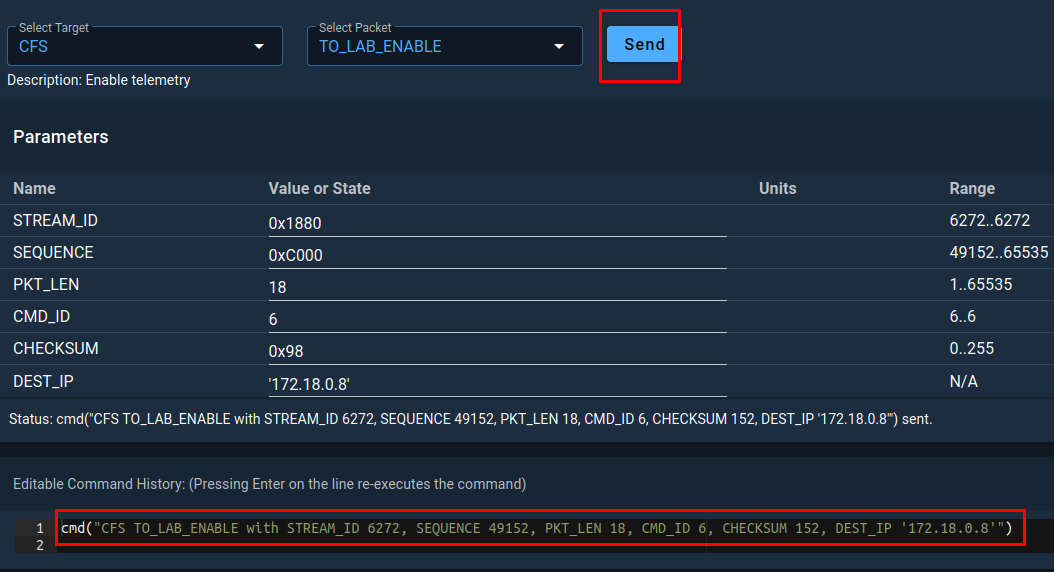 Select Target Select Packet
CFS TO_LAB_ENABLE Send
Description: Enable telemetry
Parameters
Name Value or State Units Range
STREAM_ID 0x1880 6272..6272
SEQUENCE 0xC000 49152..65535
PKT_LEN 18 1..65535
CMD_ID 6 6..6
CHECKSUM 0x98 0..255
DEST_IP '172.18.0.8' N/A
Status: cmd("CFS TO_LAB_ENABLE with STREAM_ID 6272, SEQUENCE 49152, PKT_LEN 18, CMD_ID 6, CHECKSUM 152, DEST_IP '172.18.0.8'") sent.
Editable Command History: (Pressing Enter on the line re-executes the command)
1 cmd("CFS TO_LAB_ENABLE with STREAM_ID 6272, SEQUENCE 49152, PKT_LEN 18, CMD_ID 6, CHECKSUM 152, DEST_IP '172.18.0.8'")
2